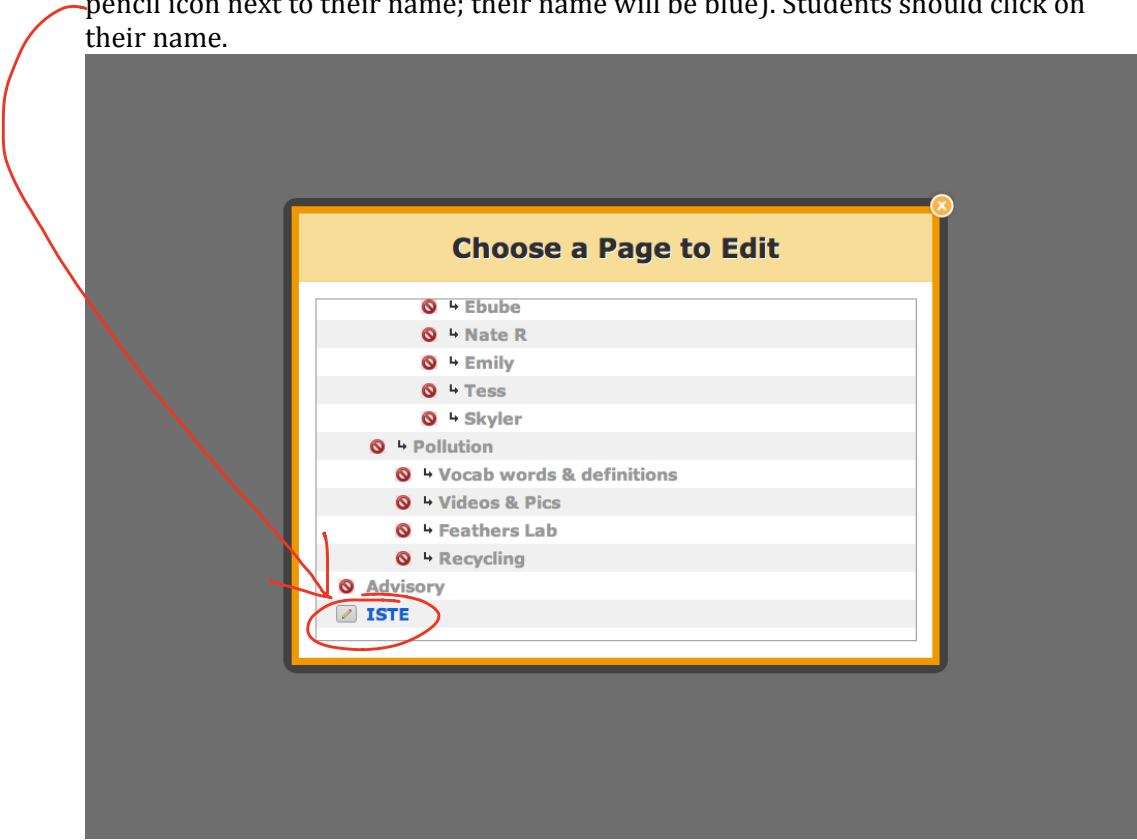 pencil icon next to their name; their name will be blue). Students should click on
their name.
Choose a Page to Edit
Ebube
Nate R
Emily
Tess
Skyler
Pollution
Vocab words & definitions
Videos & Pics
Feathers Lab
Recycling
Advisory
ISTE